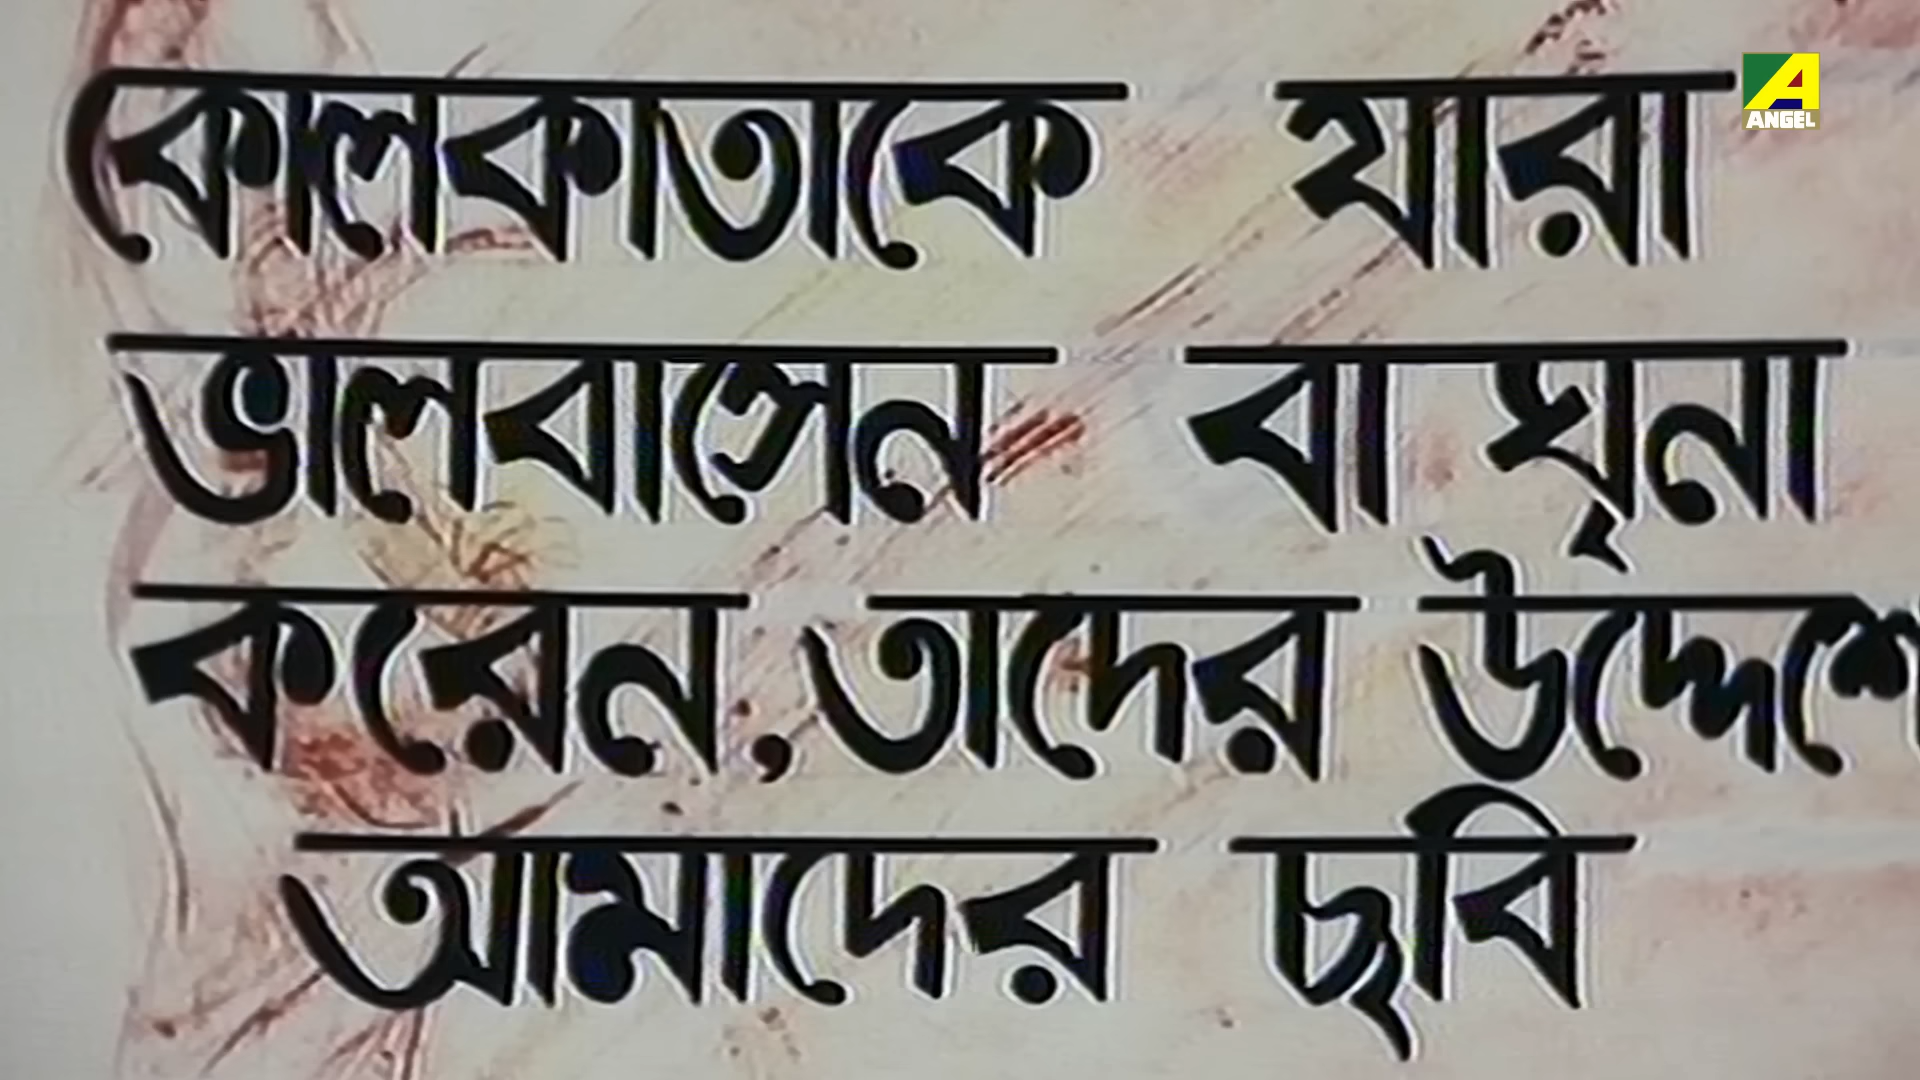 কোলকাতাকে যারা
ANGEL
ভালবাসেন বা ঘৃনা
করেন, তাদের উদ্দেশে
আমাদের ছবি